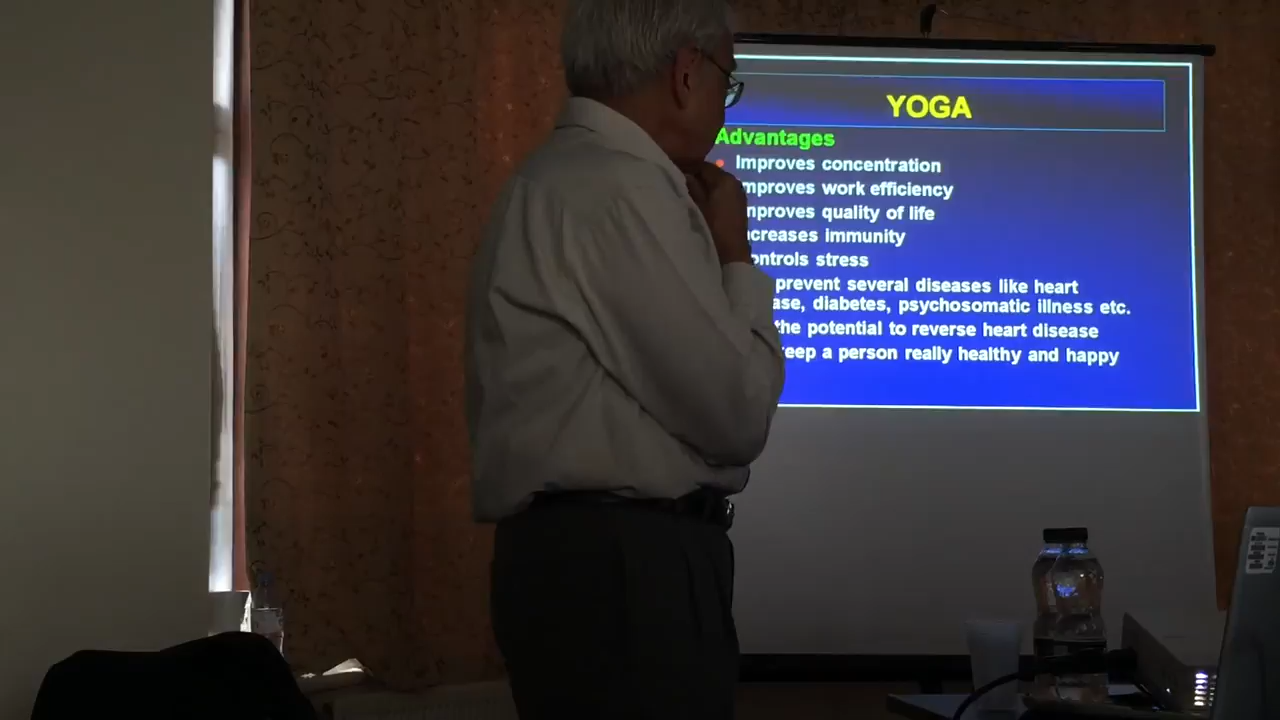 YOGA
Advantages
Improves concentration
mproves work efficiency
mproves quality of life
ncreases immunity
ontrols stress
prevent several diseases like heart
ase, diabetes, psychosomatic illness etc.
the potential to reverse heart disease
eep a person really healthy and happy